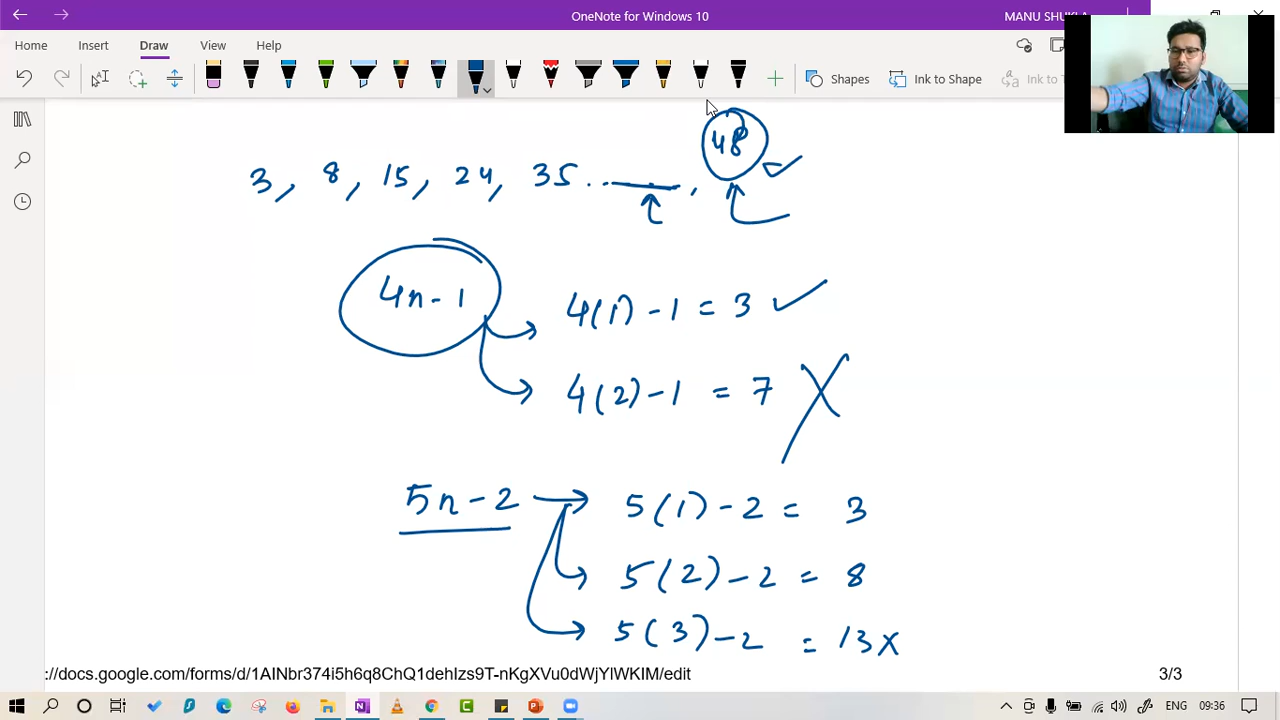 OneNote for Windows 10
MANU SHUKLA
Home Insert Draw View Help
Shapes Ink to Shape Ink to
48
3, 8, 15, 24, 35 .. ____ ,
4n-1
4(1) - 1 = 3 ✓
4(2) - 1 = 7 X
5n-2 → 5(1) - 2 = 3
5(2) - 2 = 8
5(3) - 2 = 13 X
://docs.google.com/forms/d/1AINbr374i5h6q8ChQ1dehIzs9T-nKgXVu0dWjYlWKIM/edit
3/3
ENG 09:36